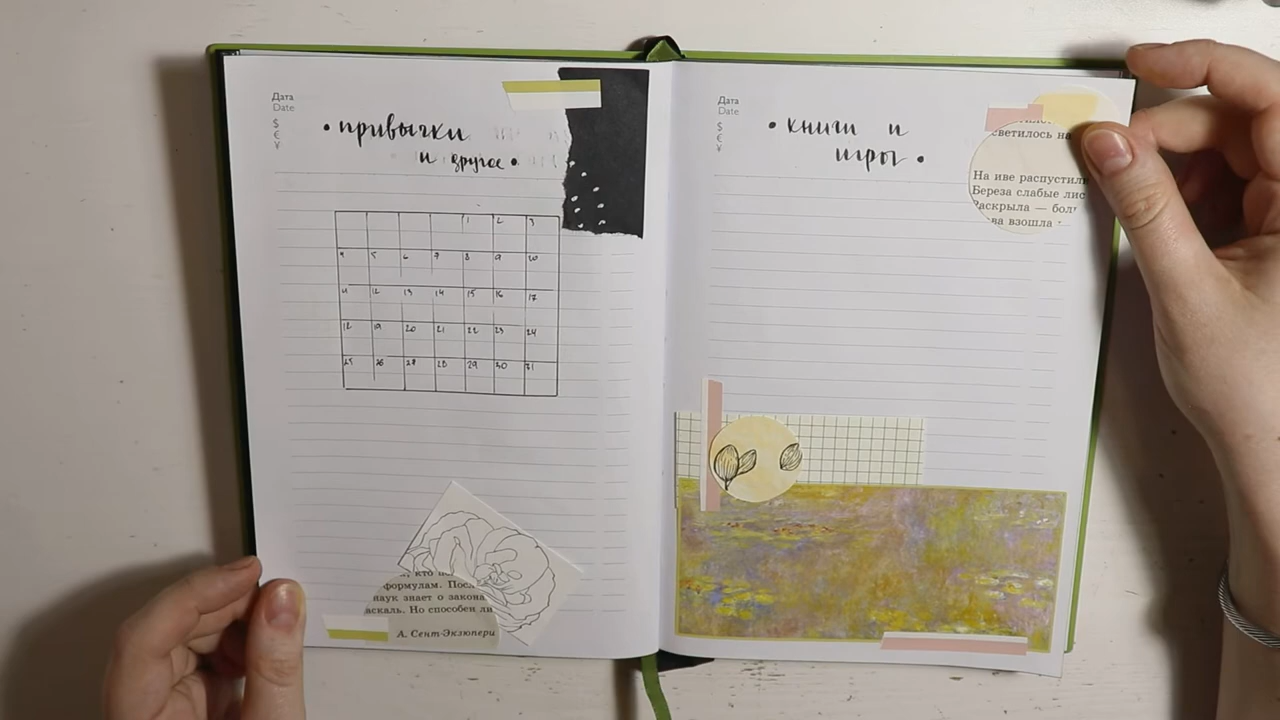 Дата
Date
$
€
¥
• привычки
и другое •
1 2 3
4 5 6 7 8 9 10
11 12 13 14 15 16 17
18 19 20 21 22 23 24
25 26 27 28 29 30 31
формулам.
наук знает о закона
аскаль. Но способен ли
А. Сент-Экзюпери
Дата
Date
$
€
¥
• книги и
игры •
светилось на
На иве распустили
Береза слабые лис
Раскрыла — бол
ва взошла